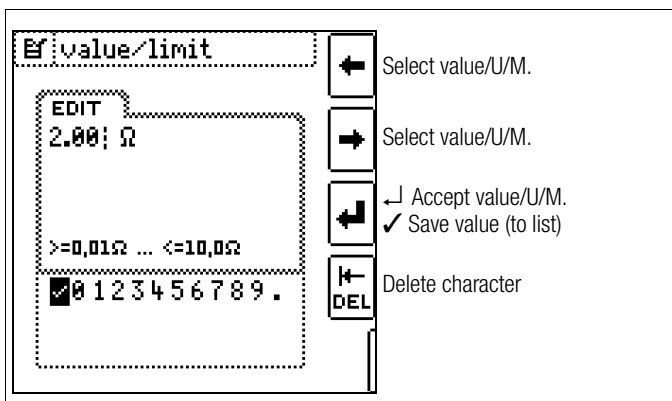 value/limit
Select value/U/M.
EDIT
2.00 Ω
Select value/U/M.
↵ Accept value/U/M.
✓ Save value (to list)
>=0,01Ω ... <=10,0Ω
Delete character
DEL
✓0123456789.